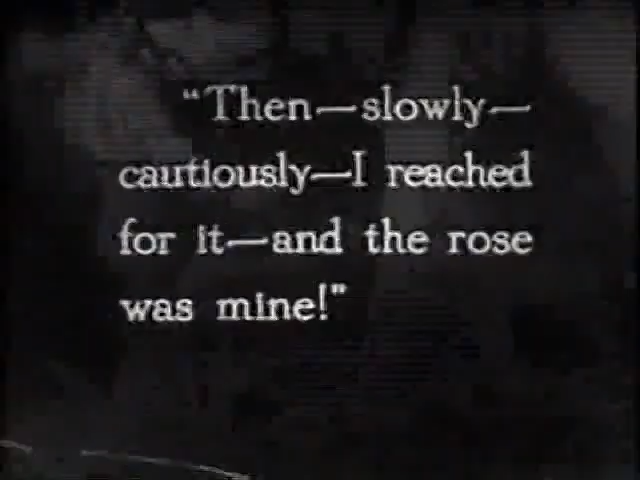 "Then—slowly—
cautiously—I reached
for it—and the rose
was mine!"